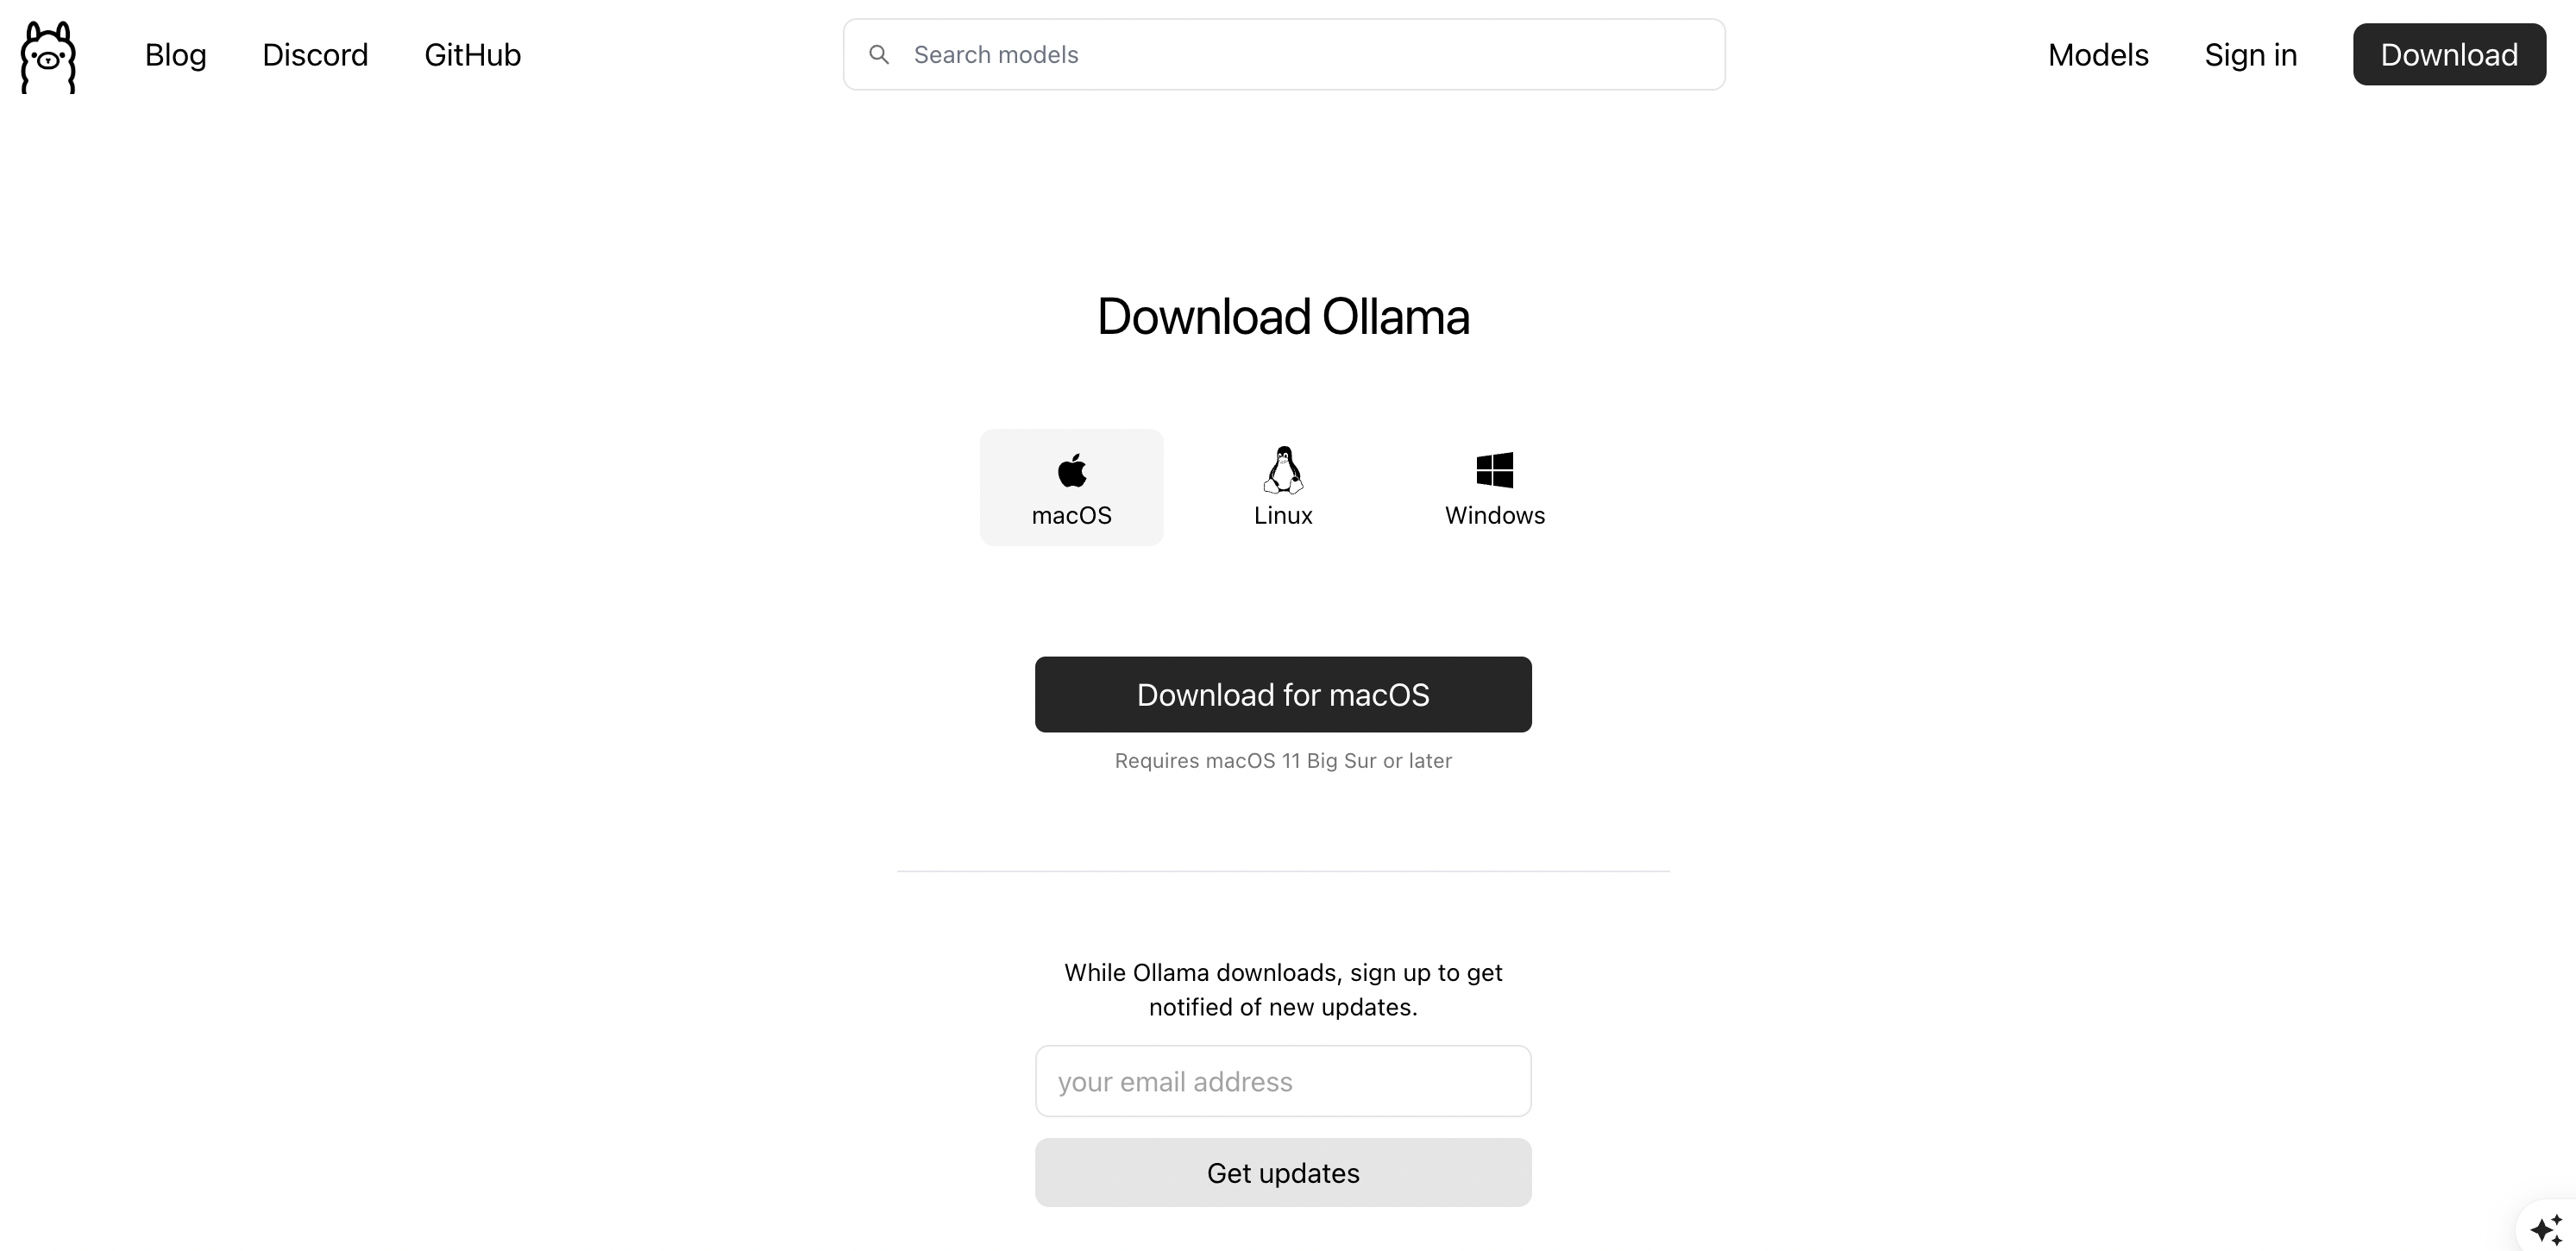 Blog Discord GitHub Search models Models Sign in Download
Download Ollama
macOS Linux Windows
Download for macOS
Requires macOS 11 Big Sur or later
While Ollama downloads, sign up to get
notified of new updates.
your email address
Get updates